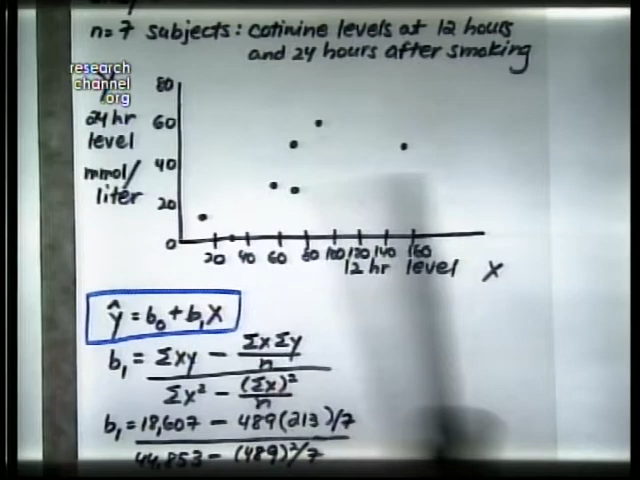 n=7 subjects: cotinine levels at 12 hours
and 24 hours after smoking
research
channel
.org
Y
24 hr
level
mmol/
liter
80
60
40
20
0
20 40 60 80 100 120 140 160
12 hr level X
ŷ = b₀ + b₁X
b₁ = Σxy − ΣxΣy/n
Σx² − (Σx)²/n
b₁ = 18,607 − 489(213)/7
44,853 − (489)²/7